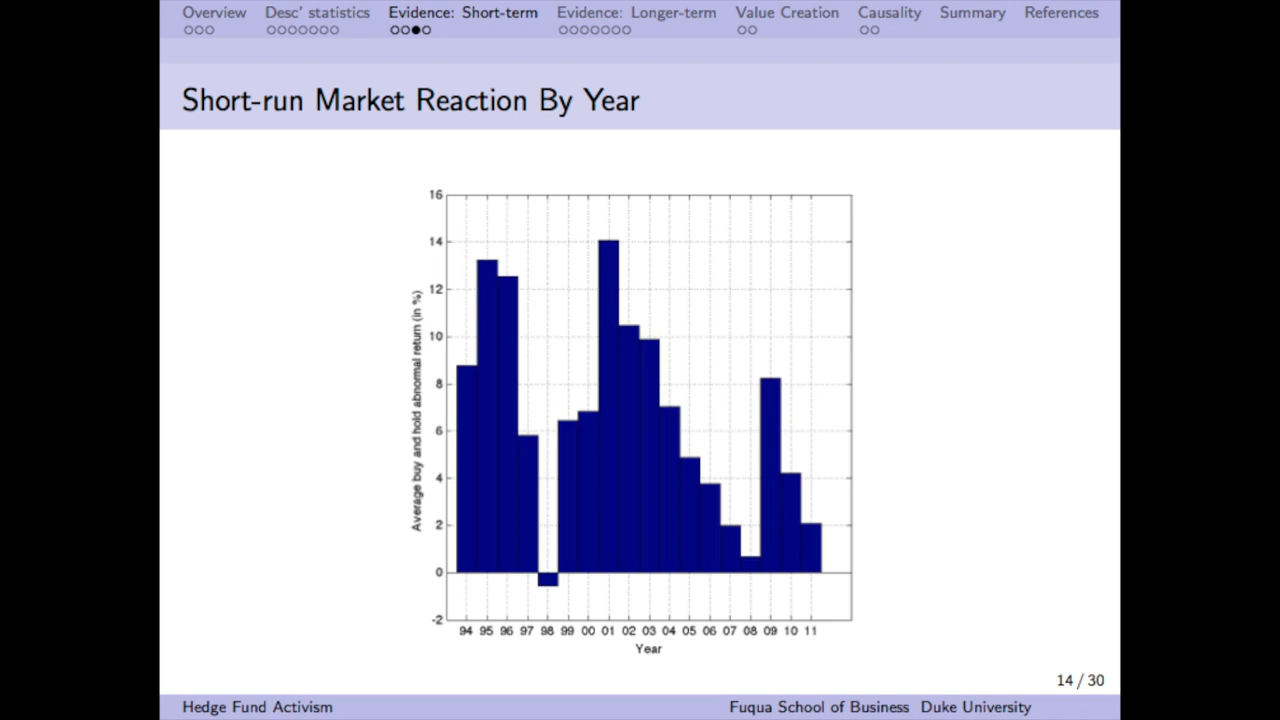 Overview Desc' statistics Evidence: Short-term Evidence: Longer-term Value Creation Causality Summary References
Short-run Market Reaction By Year
16
14
12
10
8
6
4
2
0
-2
Average buy and hold abnormal return (in %)
94 95 96 97 98 99 00 01 02 03 04 05 06 07 08 09 10 11
Year
14 / 30
Hedge Fund Activism Fuqua School of Business Duke University